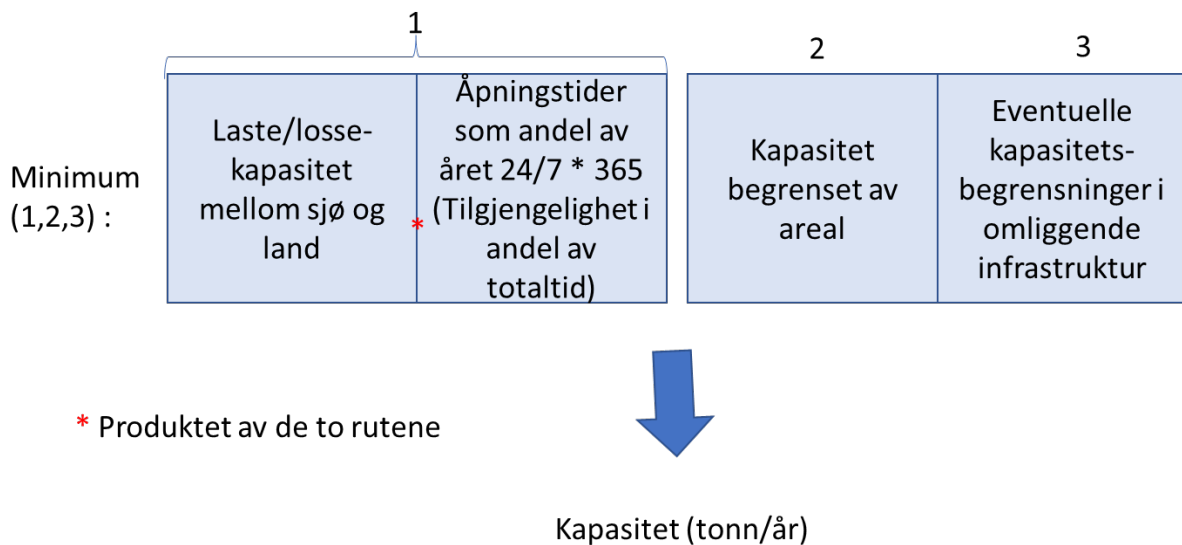 1
2
3
Minimum
(1,2,3) :
Laste/losse-
kapasitet
mellom sjø og
land
*
Åpningstider
som andel av
året 24/7 * 365
(Tilgjengelighet i
andel av
totaltid)
Kapasitet
begrenset av
areal
Eventuelle
kapasitets-
begrensninger i
omliggende
infrastruktur
* Produktet av de to rutene
Kapasitet (tonn/år)